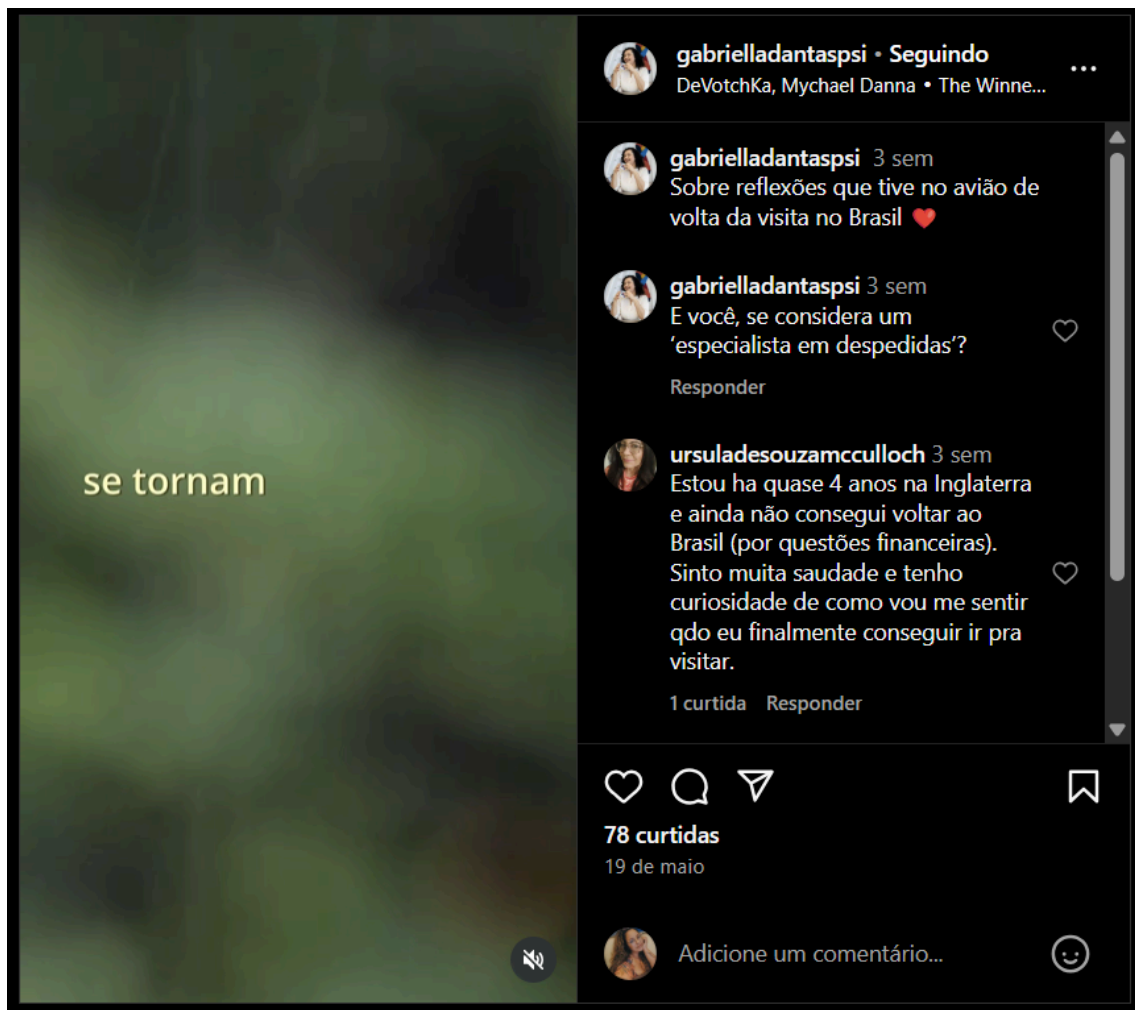 se tornam
gabrielladantaspsi • Seguindo
DeVotchKa, Mychael Danna • The Winne...
gabrielladantaspsi 3 sem
Sobre reflexões que tive no avião de
volta da visita no Brasil ❤️
gabrielladantaspsi 3 sem
E você, se considera um
‘especialista em despedidas’?
Responder
ursuladesouzamcculloch 3 sem
Estou ha quase 4 anos na Inglaterra
e ainda não consegui voltar ao
Brasil (por questões financeiras).
Sinto muita saudade e tenho
curiosidade de como vou me sentir
qdo eu finalmente conseguir ir pra
visitar.
1 curtida Responder
78 curtidas
19 de maio
Adicione um comentário...